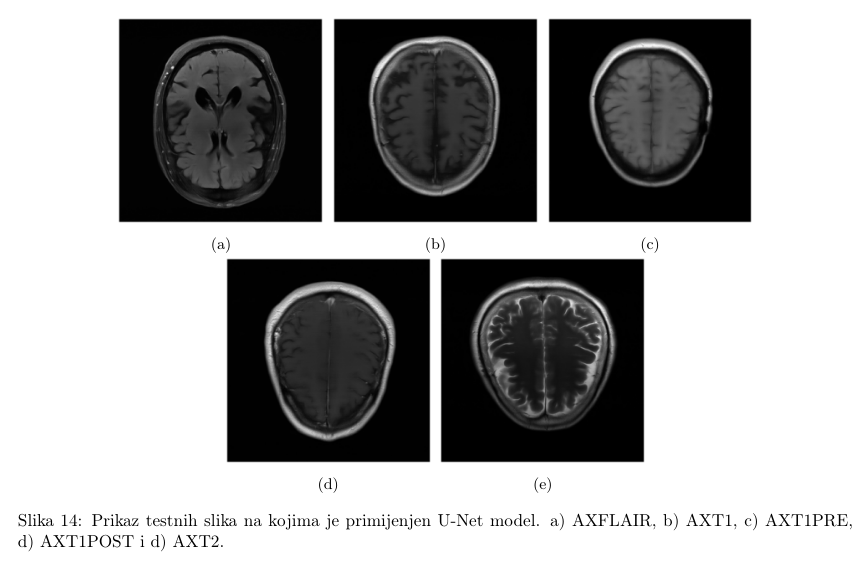 (a)
(b)
(c)
(d)
(e)
Slika 14: Prikaz testnih slika na kojima je primijenjen U-Net model. a) AXFLAIR, b) AXT1, c) AXT1PRE,
d) AXT1POST i d) AXT2.